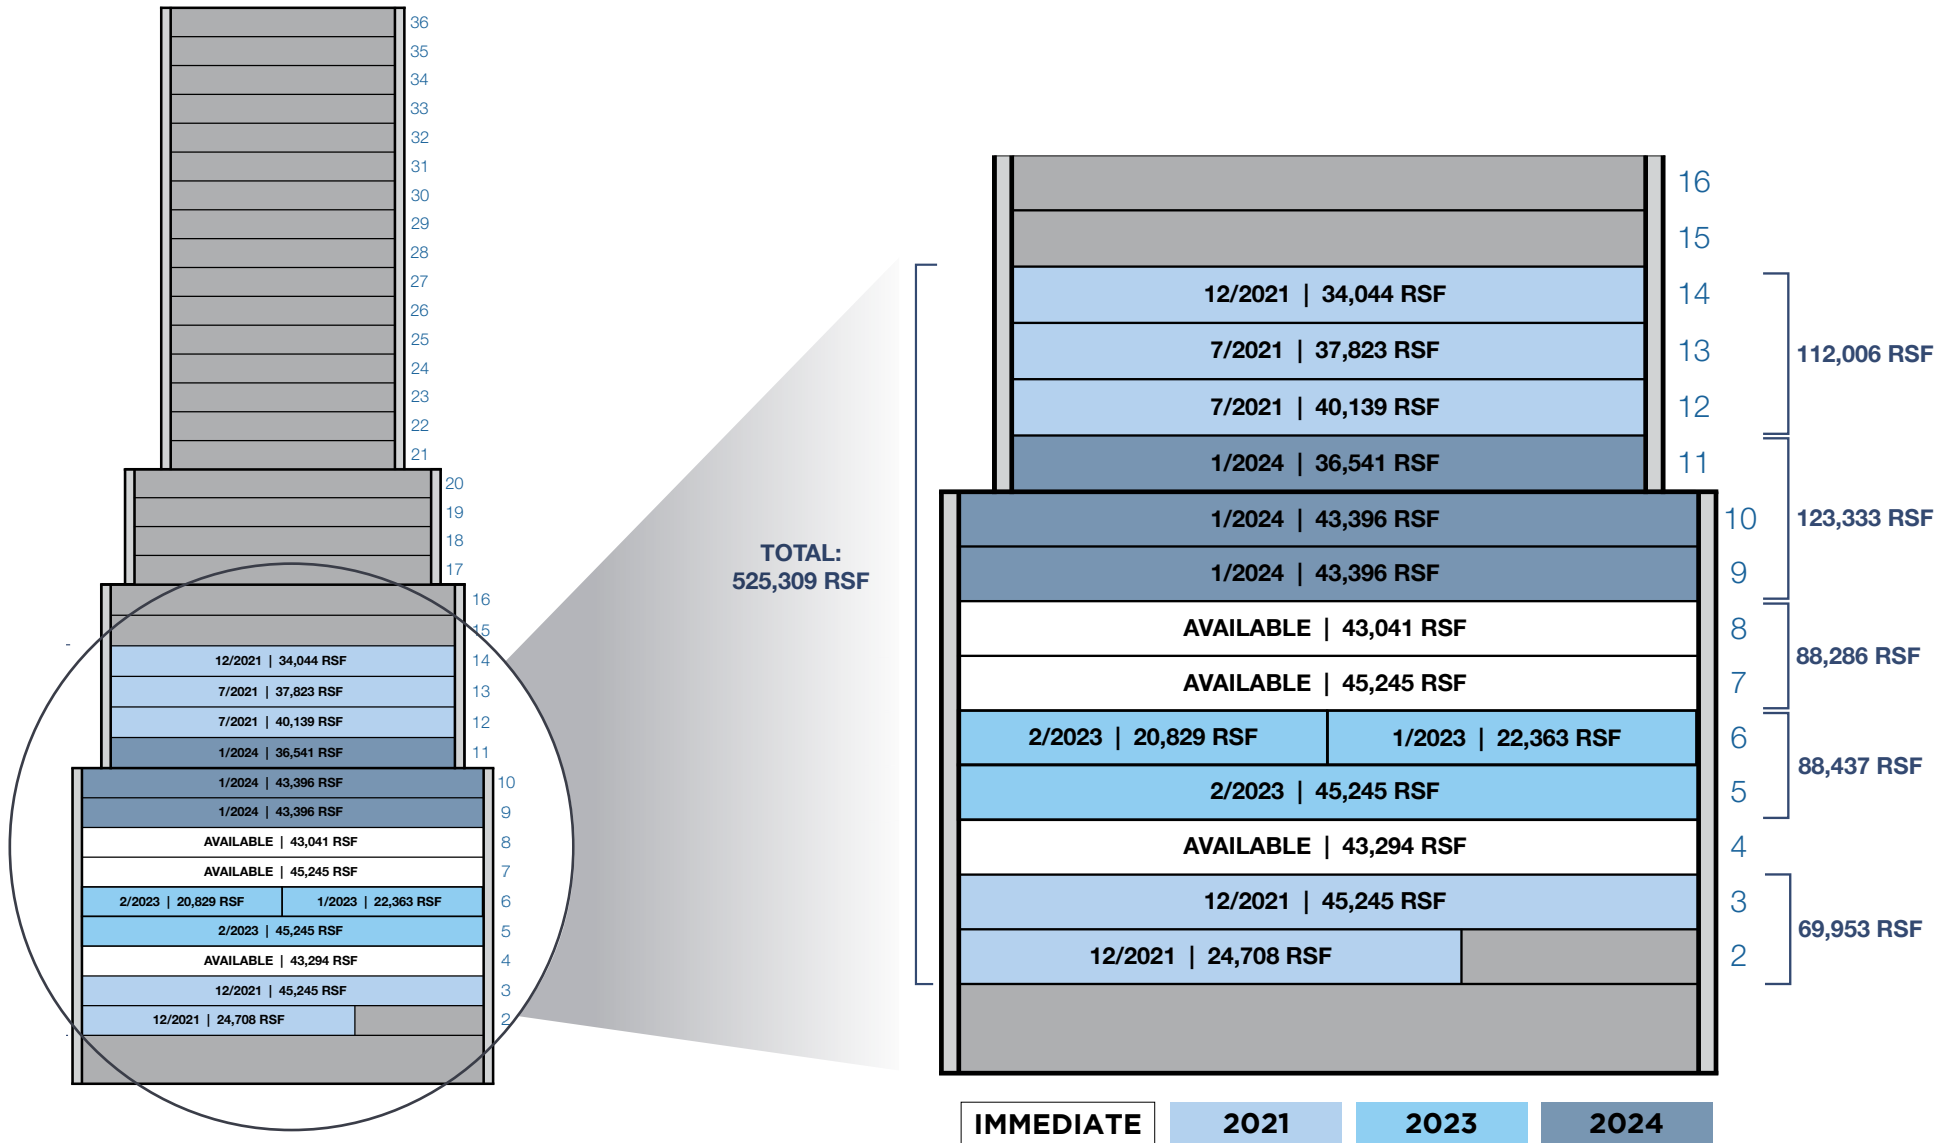 36
35
34
33
32
31
30
29
28
27
26
25
24
23
22
21
20
19
18
17
16
15
12/2021 | 34,044 RSF 14
7/2021 | 37,823 RSF 13
7/2021 | 40,139 RSF 12
1/2024 | 36,541 RSF 11
1/2024 | 43,396 RSF 10
1/2024 | 43,396 RSF 9
AVAILABLE | 43,041 RSF 8
AVAILABLE | 45,245 RSF 7
2/2023 | 20,829 RSF 1/2023 | 22,363 RSF 6
2/2023 | 45,245 RSF 5
AVAILABLE | 43,294 RSF 4
12/2021 | 45,245 RSF 3
12/2021 | 24,708 RSF 2
TOTAL:
525,309 RSF
16
15
12/2021 | 34,044 RSF 14
7/2021 | 37,823 RSF 13
7/2021 | 40,139 RSF 12
1/2024 | 36,541 RSF 11
1/2024 | 43,396 RSF 10
1/2024 | 43,396 RSF 9
AVAILABLE | 43,041 RSF 8
AVAILABLE | 45,245 RSF 7
2/2023 | 20,829 RSF 1/2023 | 22,363 RSF 6
2/2023 | 45,245 RSF 5
AVAILABLE | 43,294 RSF 4
12/2021 | 45,245 RSF 3
12/2021 | 24,708 RSF 2
112,006 RSF
123,333 RSF
88,286 RSF
88,437 RSF
69,953 RSF
IMMEDIATE 2021 2023 2024